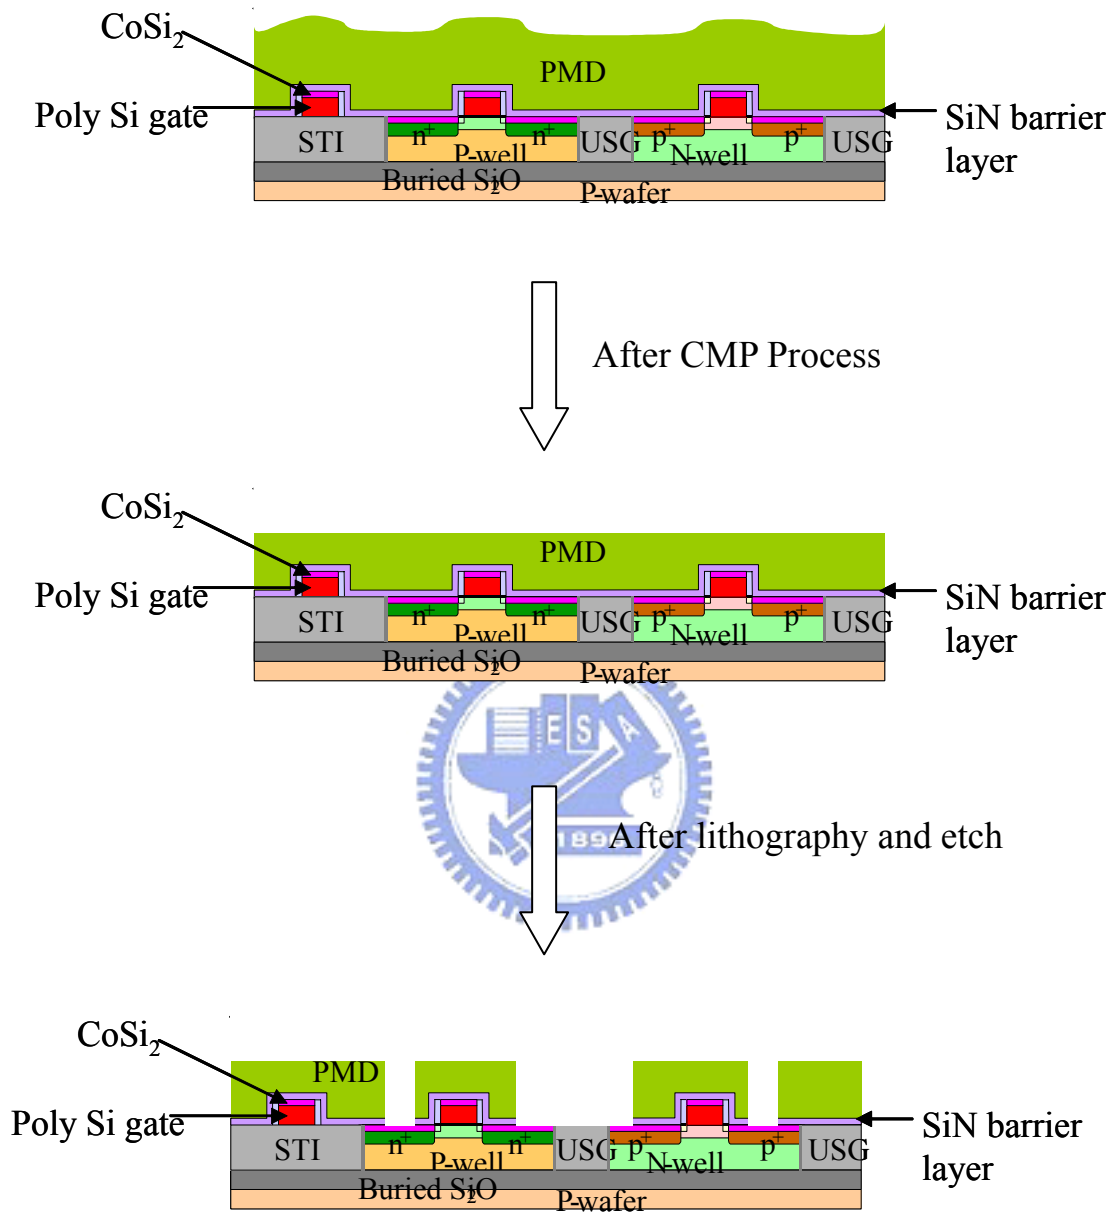 CoSi2
PMD
Poly Si gate
SiN barrier
layer
STI
n+
n+
USG
p+
p+
USG
P-well
N-well
Buried SiO2
P-wafer
After CMP Process
CoSi2
PMD
Poly Si gate
SiN barrier
layer
STI
n+
n+
USG
p+
p+
USG
P-well
N-well
Buried SiO2
P-wafer
ESA
After lithography and etch
1896
CoSi2
PMD
Poly Si gate
SiN barrier
layer
STI
n+
n+
USG
p+
p+
USG
P-well
N-well
Buried SiO2
P-wafer